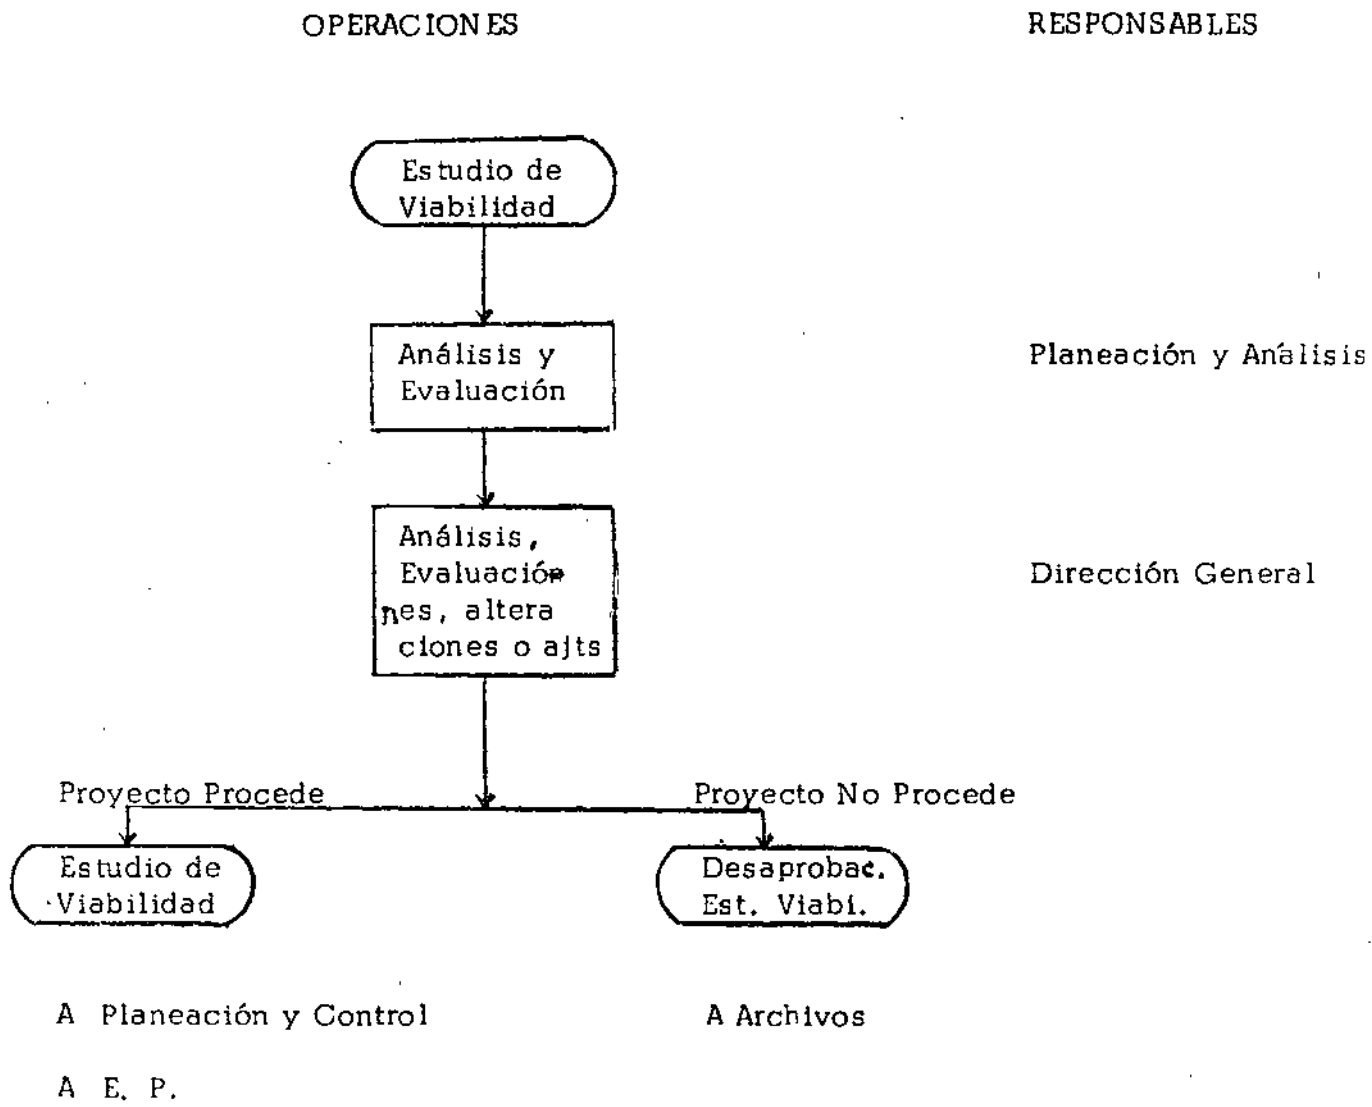 OPERACIONES RESPONSABLES
Estudio de
Viabilidad
Análisis y Planeación y Análisis
Evaluación
Análisis,
Evaluacio Dirección General
nes, altera
ciones o ajts
Proyecto Procede Proyecto No Procede
Estudio de Desaprobac.
Viabilidad Est. Viabi.
A Planeación y Control A Archivos
A E. P.